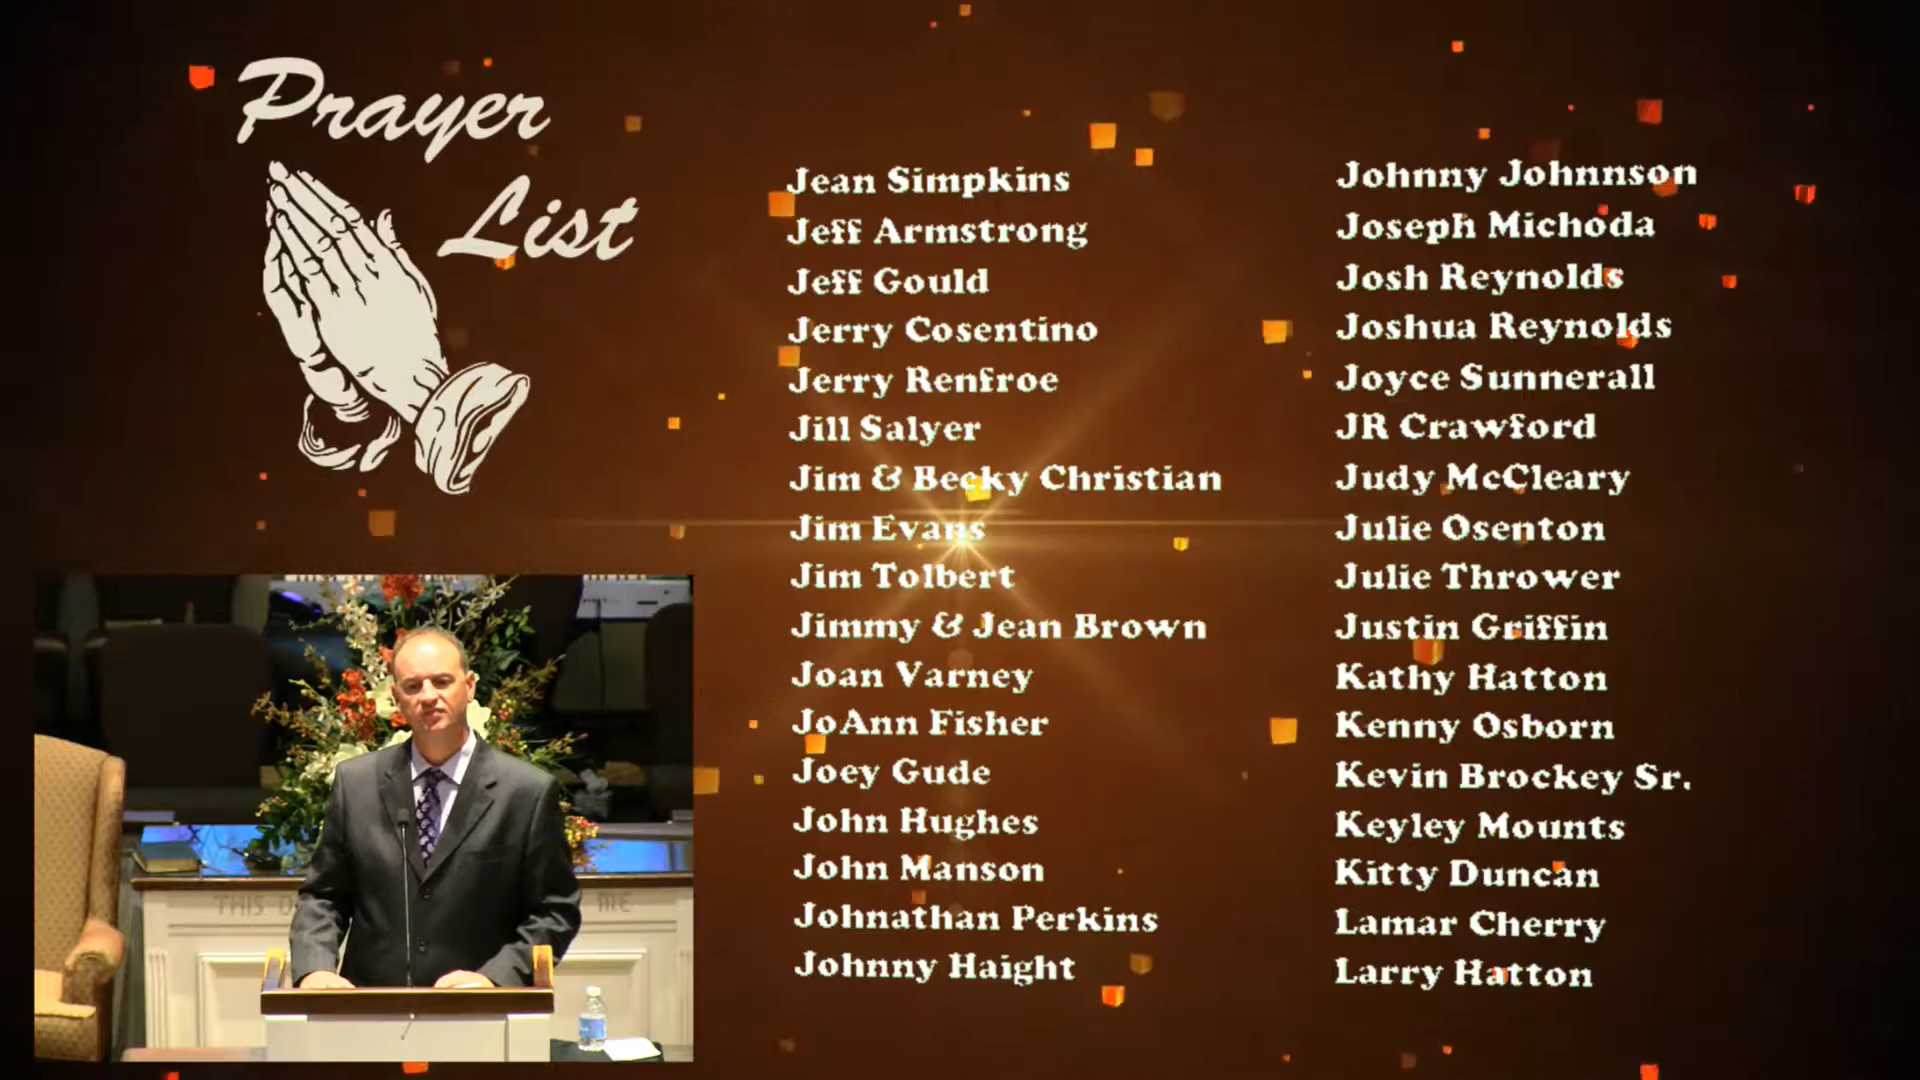 Prayer
List
Jean Simpkins
Jeff Armstrong
Jeff Gould
Jerry Cosentino
Jerry Renfroe
Jill Salyer
Jim & Becky Christian
Jim Evans
Jim Tolbert
Jimmy & Jean Brown
Joan Varney
JoAnn Fisher
Joey Gude
John Hughes
John Manson
Johnathan Perkins
Johnny Haight
Johnny Johnnson
Joseph Michoda
Josh Reynolds
Joshua Reynolds
Joyce Sunnerall
JR Crawford
Judy McCleary
Julie Osenton
Julie Thrower
Justin Griffin
Kathy Hatton
Kenny Osborn
Kevin Brockey Sr.
Keyley Mounts
Kitty Duncan
Lamar Cherry
Larry Hatton
THIS
ME